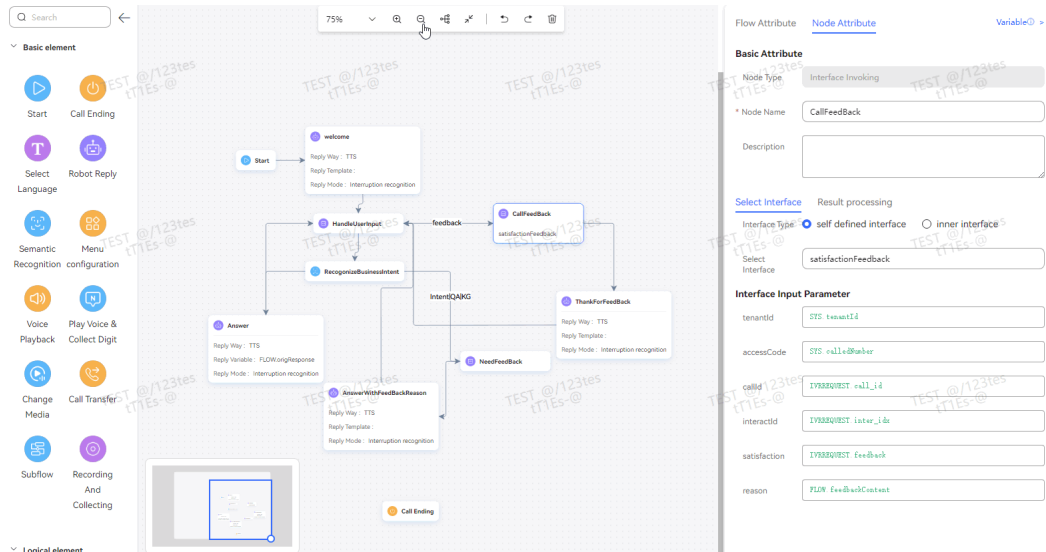 Search
Basic element
Start
Call Ending
Select Language
Robot Reply
Semantic Recognition
Menu configuration
Voice Playback
Play Voice & Collect Digit
Change Media
Call Transfer
Subflow
Recording And Collecting
Logical element
75%
Start
welcome
Reply Way : TTS
Reply Template :
Reply Mode : Interruption recognition
HandleUserInput
feedback
CallFeedBack
satisfactionFeedback
RecogonizeBusinessIntent
Intent|QA|KG
ThankForFeedBack
Reply Way : TTS
Reply Template :
Reply Mode : Interruption recognition
Answer
Reply Way : TTS
Reply Variable : FLOW.origResponse
Reply Mode : Interruption recognition
NeedFeedBack
AnswerWithFeedBackReason
Reply Way : TTS
Reply Template :
Reply Mode : Interruption recognition
Call Ending
Flow Attribute
Node Attribute
Variable
Basic Attribute
Node Type
Interface Invoking
* Node Name
CallFeedBack
Description
Select Interface
Result processing
Interface Type
self defined interface
inner interface
Select Interface
satisfactionFeedback
Interface Input Parameter
tenantId
SYS.tenantId
accessCode
SYS.calledNumber
callId
IVRREQUEST.call_id
interactId
IVRREQUEST.inter_idx
satisfaction
IVRREQUEST.feedback
reason
FLOW.feedbackContent
TEST_@/123tes
tT1Es-@